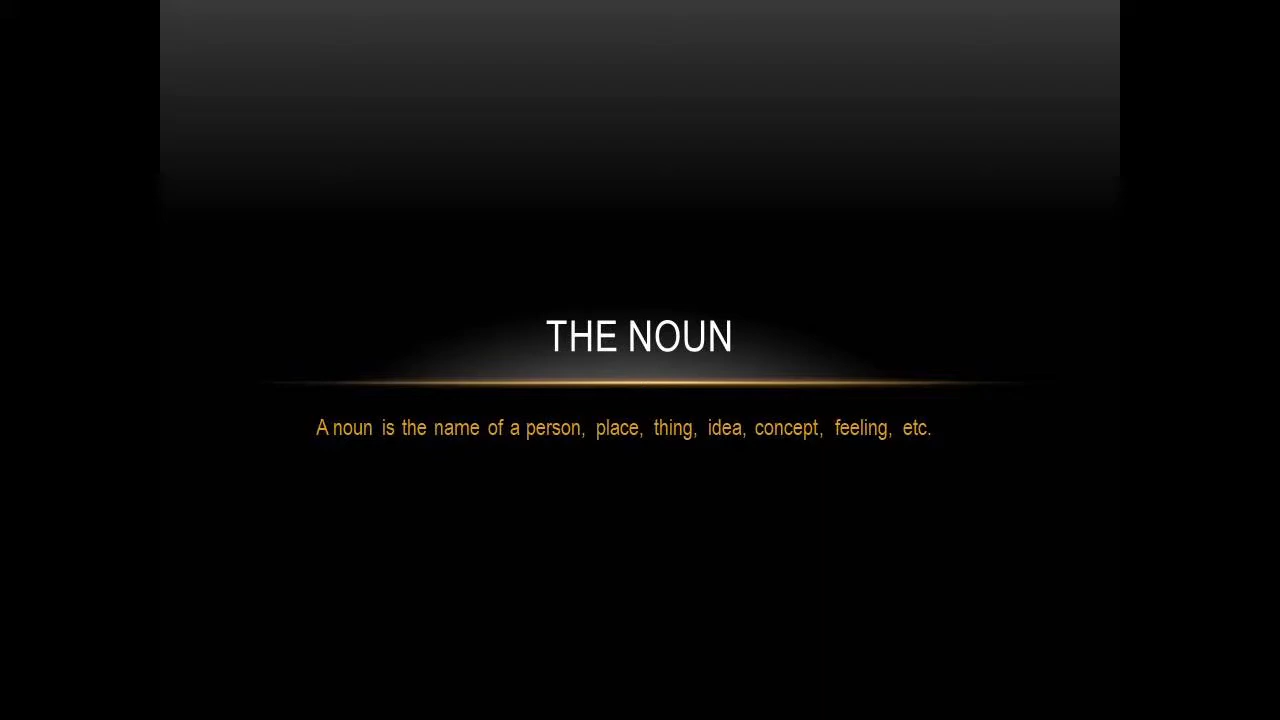 THE NOUN
A noun is the name of a person, place, thing, idea, concept, feeling, etc.